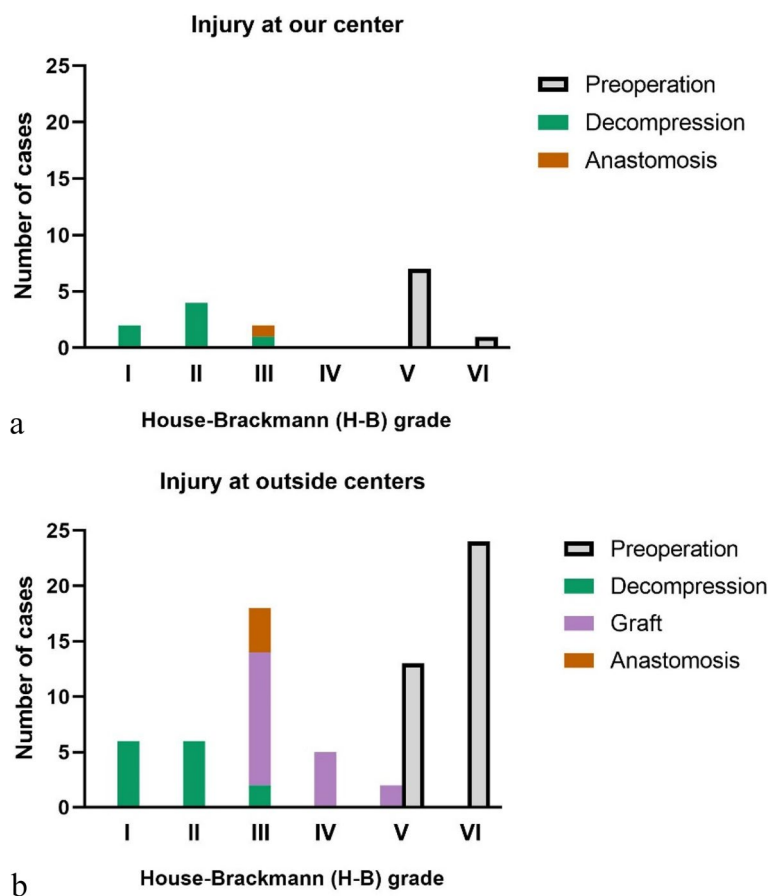 Injury at our center
25
20
15
10
5
0
Number of cases
I II III IV V VI
House-Brackmann (H-B) grade
Preoperation
Decompression
Anastomosis
a
Injury at outside centers
25
20
15
10
5
0
Number of cases
I II III IV V VI
House-Brackmann (H-B) grade
Preoperation
Decompression
Graft
Anastomosis
b